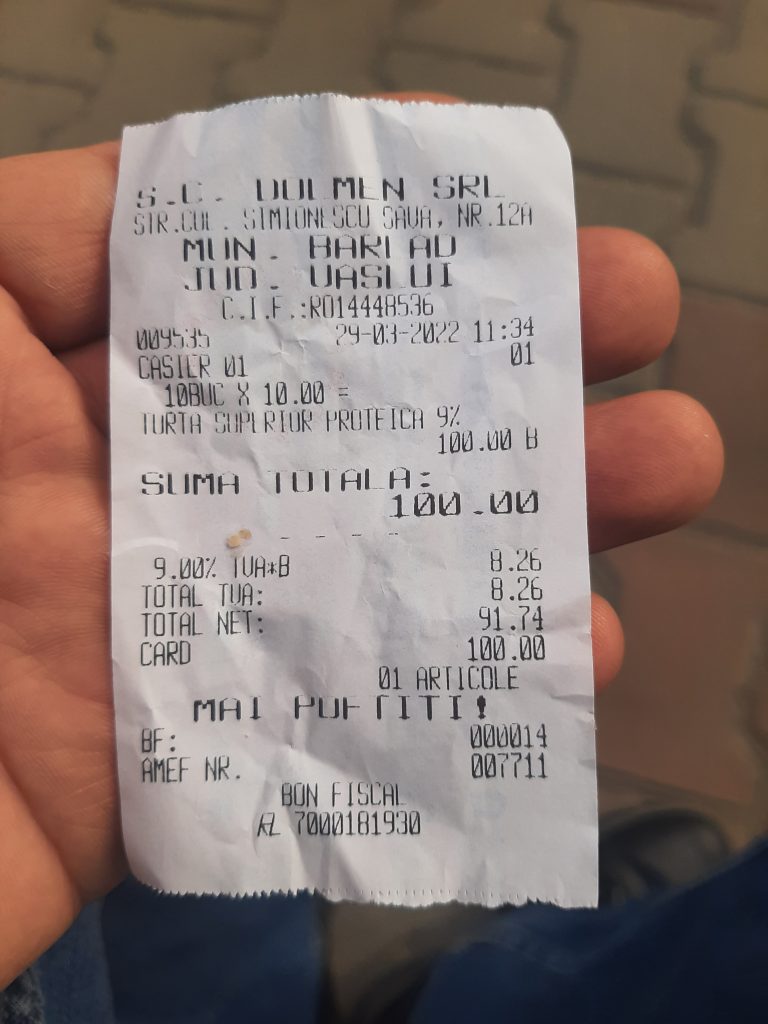 S.C. DOLMEN SRL
STR.COL. SIMIONESCU SAVA, NR.12A
MUN. BARLAD
JUD. VASLUI
C.I.F.:RO14448536
009535 29-03-2022 11:34
CASIER 01 01
10BUC X 10.00 =
TURTA SUPERIOR PROTEICA 9%
100.00 B
SUMA TOTALA:
100.00
- - - -
9.00% TVA*B 8.26
TOTAL TVA: 8.26
TOTAL NET: 91.74
CARD 100.00
01 ARTICOLE
MAI POFTITI!
BF: 000014
AMEF NR. 007711
BON FISCAL
7000181930